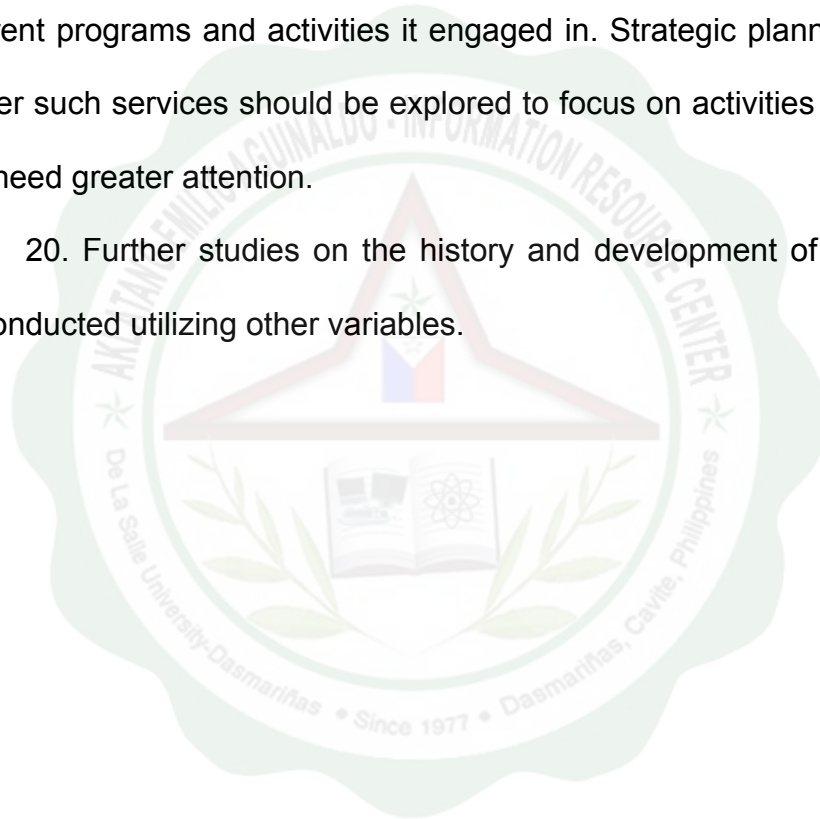 rent programs and activities it engaged in. Strategic plann
er such services should be explored to focus on activities
need greater attention.
20. Further studies on the history and development of
onducted utilizing other variables.
AKLATANG EMILIO AGUINALDO - INFORMATION RESOURCE CENTER
De La Salle University-Dasmariñas • Since 1977 • Dasmariñas, Cavite, Philippines